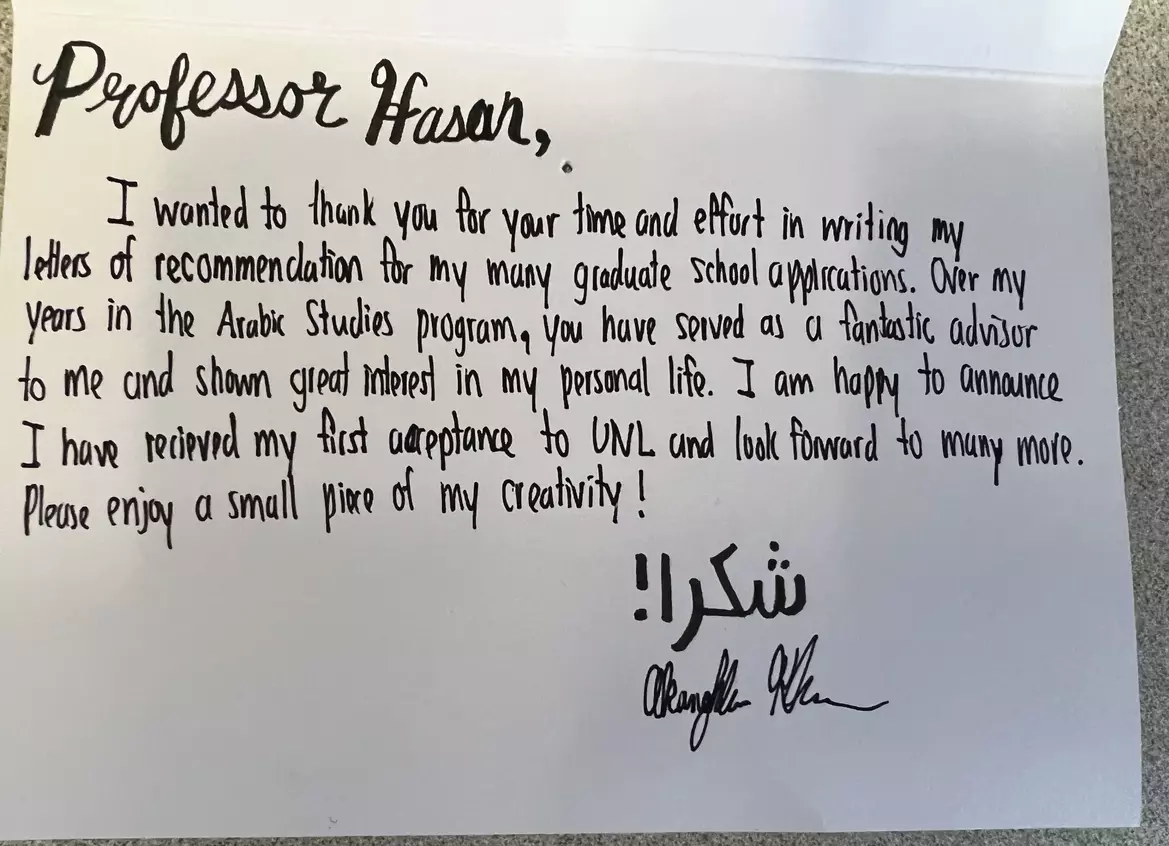 Professor Hasan,
I wanted to thank you for your time and effort in writing my
letters of recommendation for my many graduate school applications. Over my
years in the Arabic Studies program, you have served as a fantastic advisor
to me and shown great interest in my personal life. I am happy to announce
I have recieved my first acceptance to UNL and look forward to many more.
Please enjoy a small piece of my creativity!
شكرا!